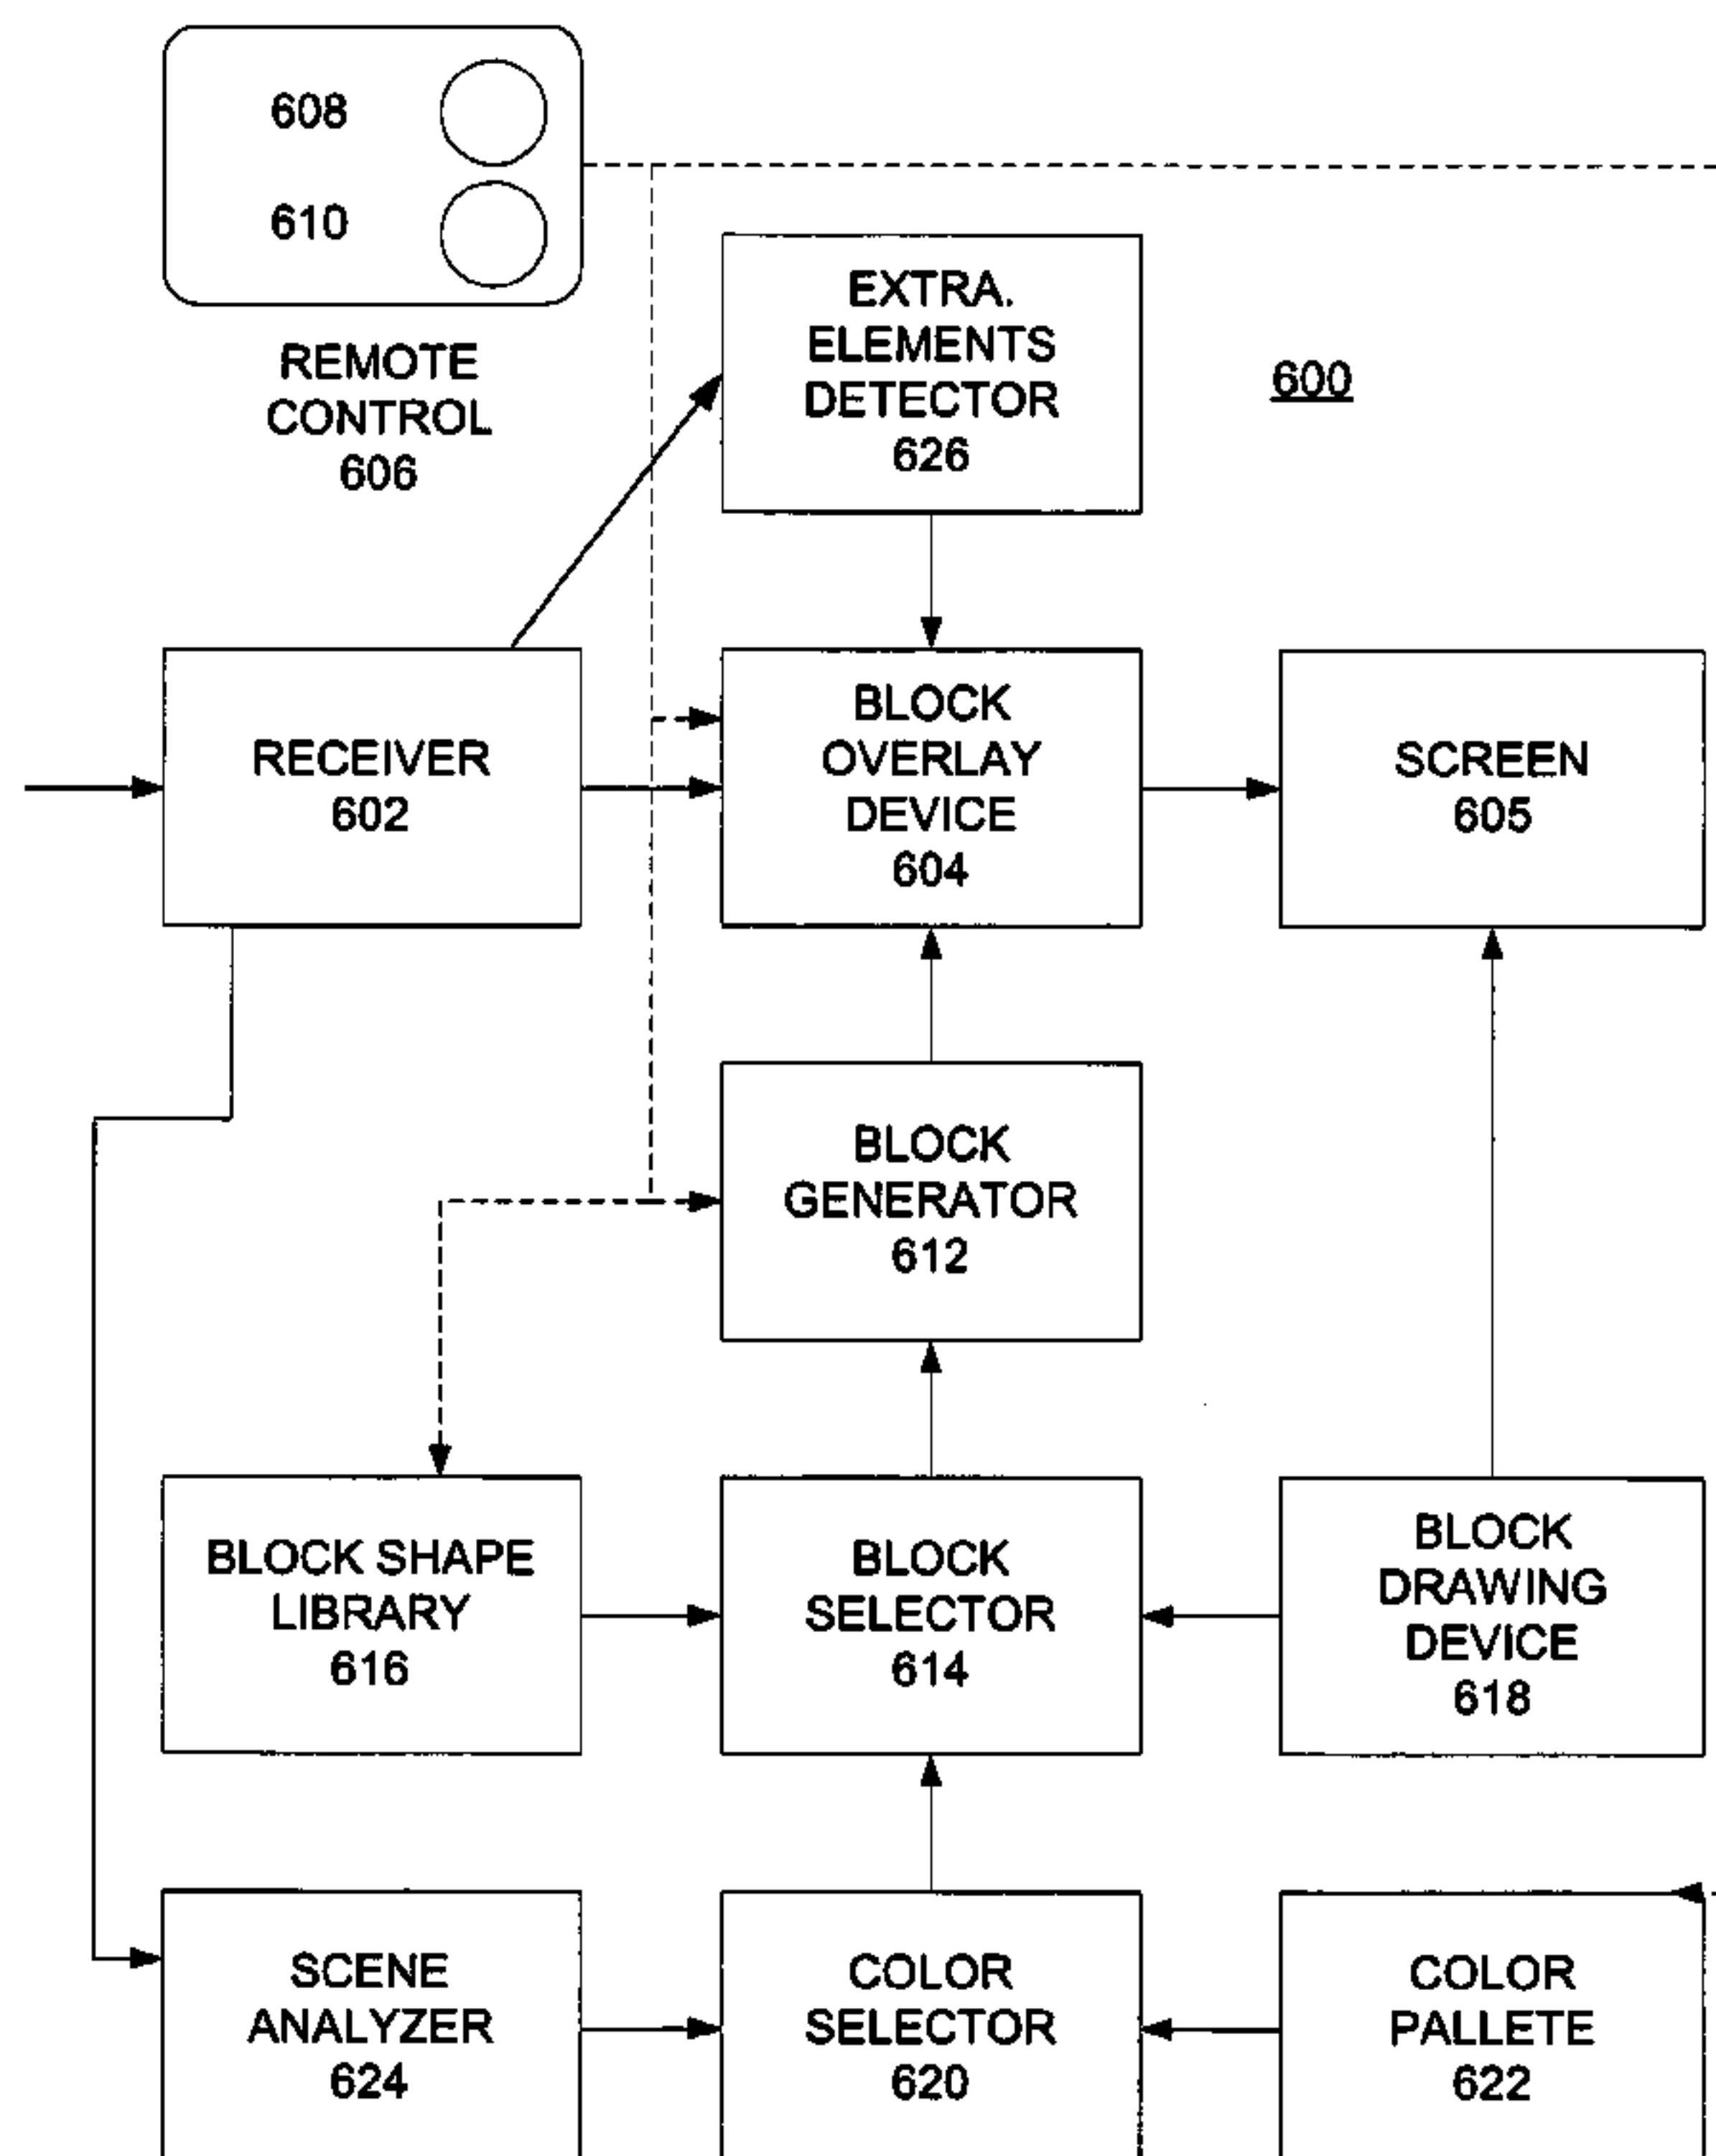 608
610
REMOTE
CONTROL
606
EXTRA.
ELEMENTS
DETECTOR
626
600
RECEIVER
602
BLOCK
OVERLAY
DEVICE
604
SCREEN
605
BLOCK
GENERATOR
612
BLOCK SHAPE
LIBRARY
616
BLOCK
SELECTOR
614
BLOCK
DRAWING
DEVICE
618
SCENE
ANALYZER
624
COLOR
SELECTOR
620
COLOR
PALLETE
622